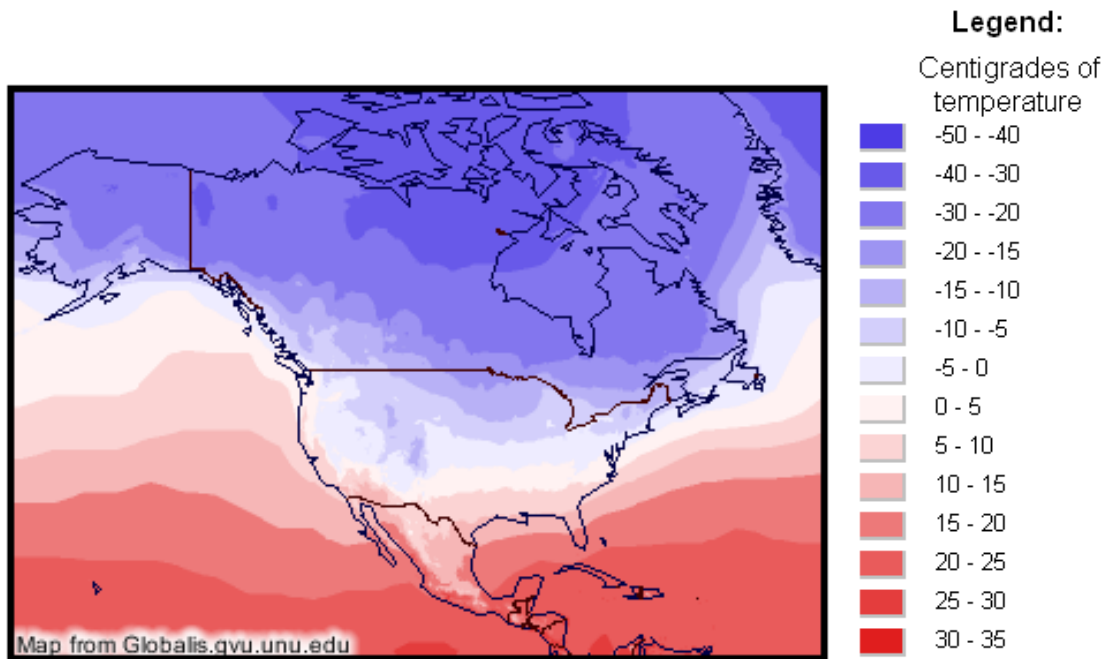 Legend:
Centigrades of
temperature
-50 - -40
-40 - -30
-30 - -20
-20 - -15
-15 - -10
-10 - -5
-5 - 0
0 - 5
5 - 10
10 - 15
15 - 20
20 - 25
25 - 30
30 - 35
Map from Globalis.gvu.unu.edu